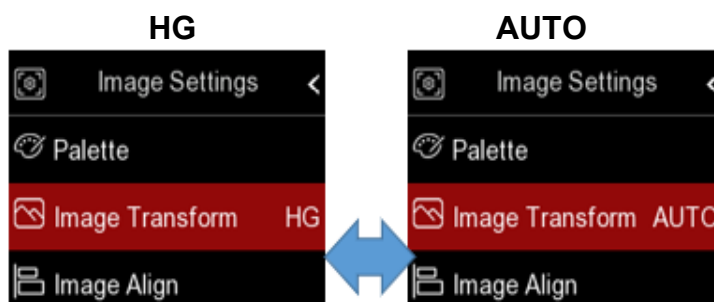 HG
Image Settings
Palette
Image Transform HG
Image Align
AUTO
Image Settings
Palette
Image Transform AUTO
Image Align